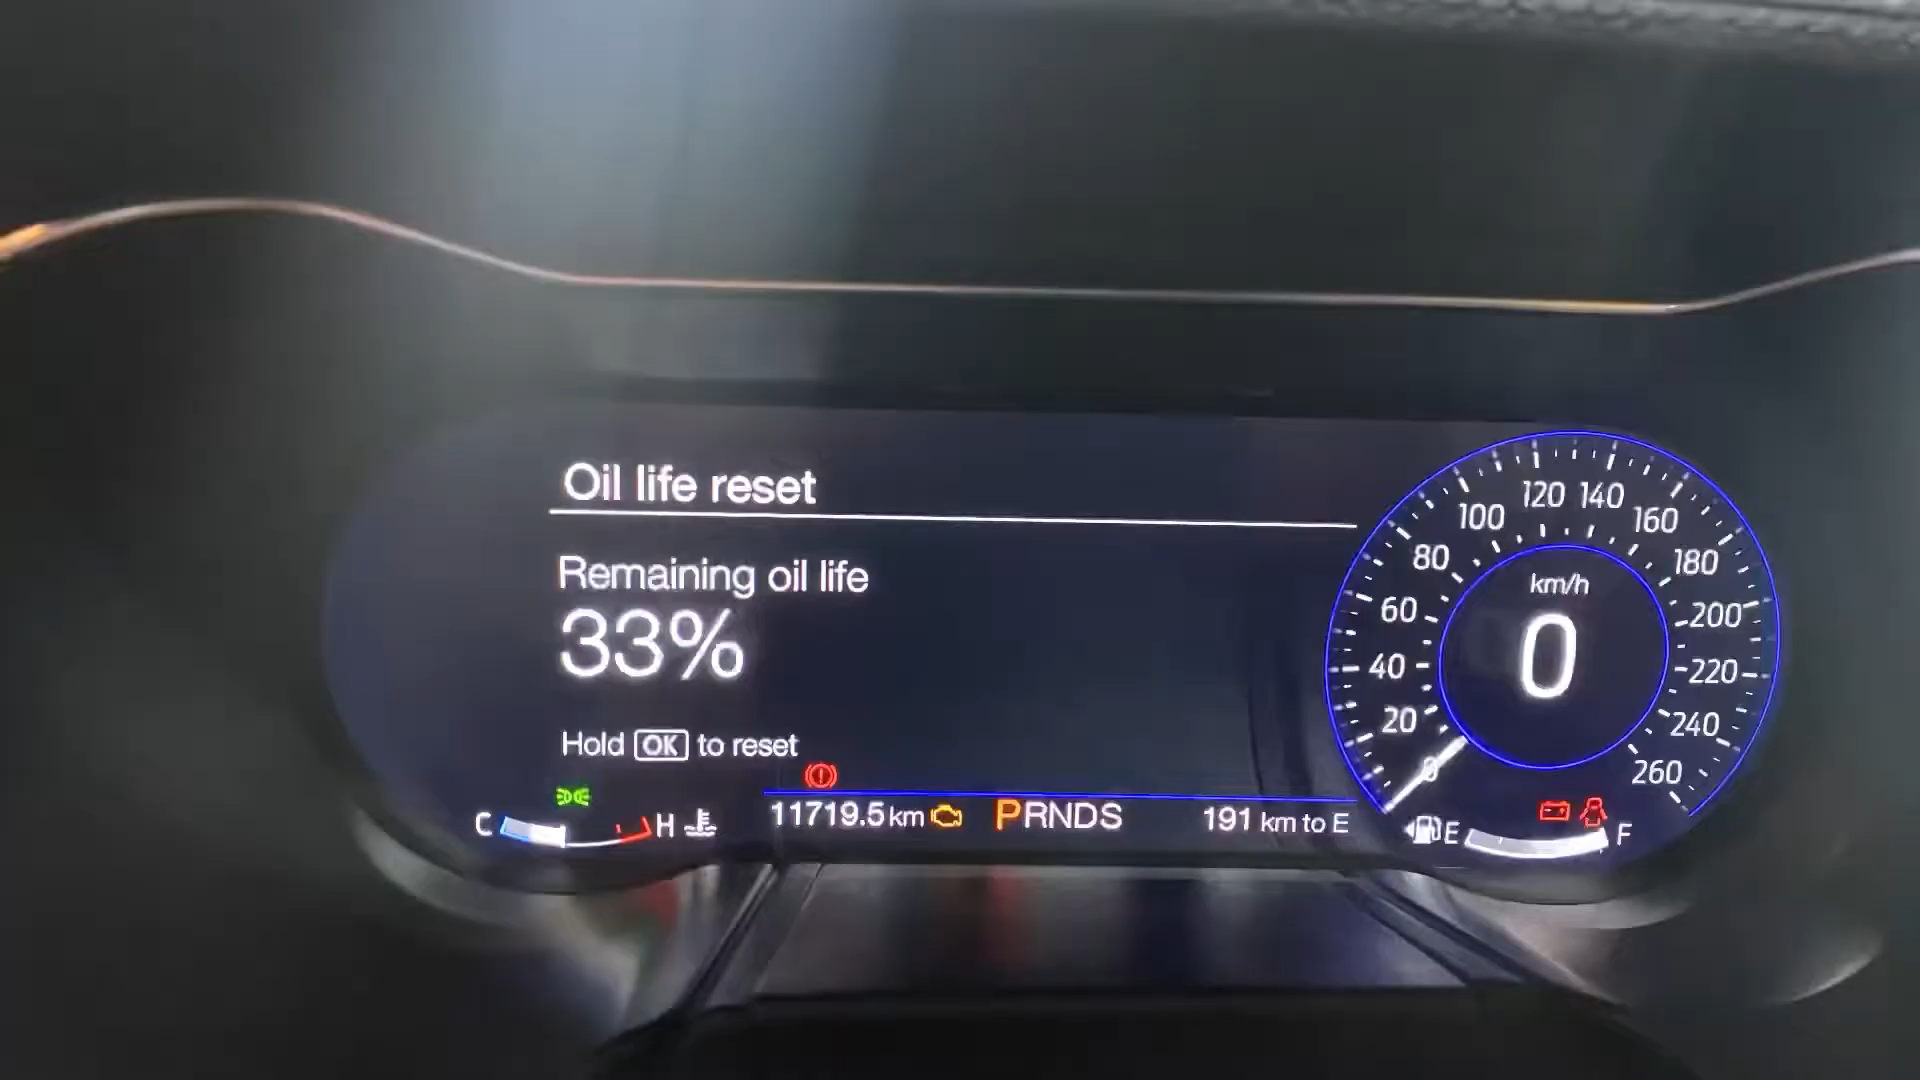 Oil life reset
Remaining oil life
33%
Hold OK to reset
C H
11719.5 km PRNDS 191 km to E
0 20 40 60 80 100 120 140 160 180 200 220 240 260
km/h
0
E F